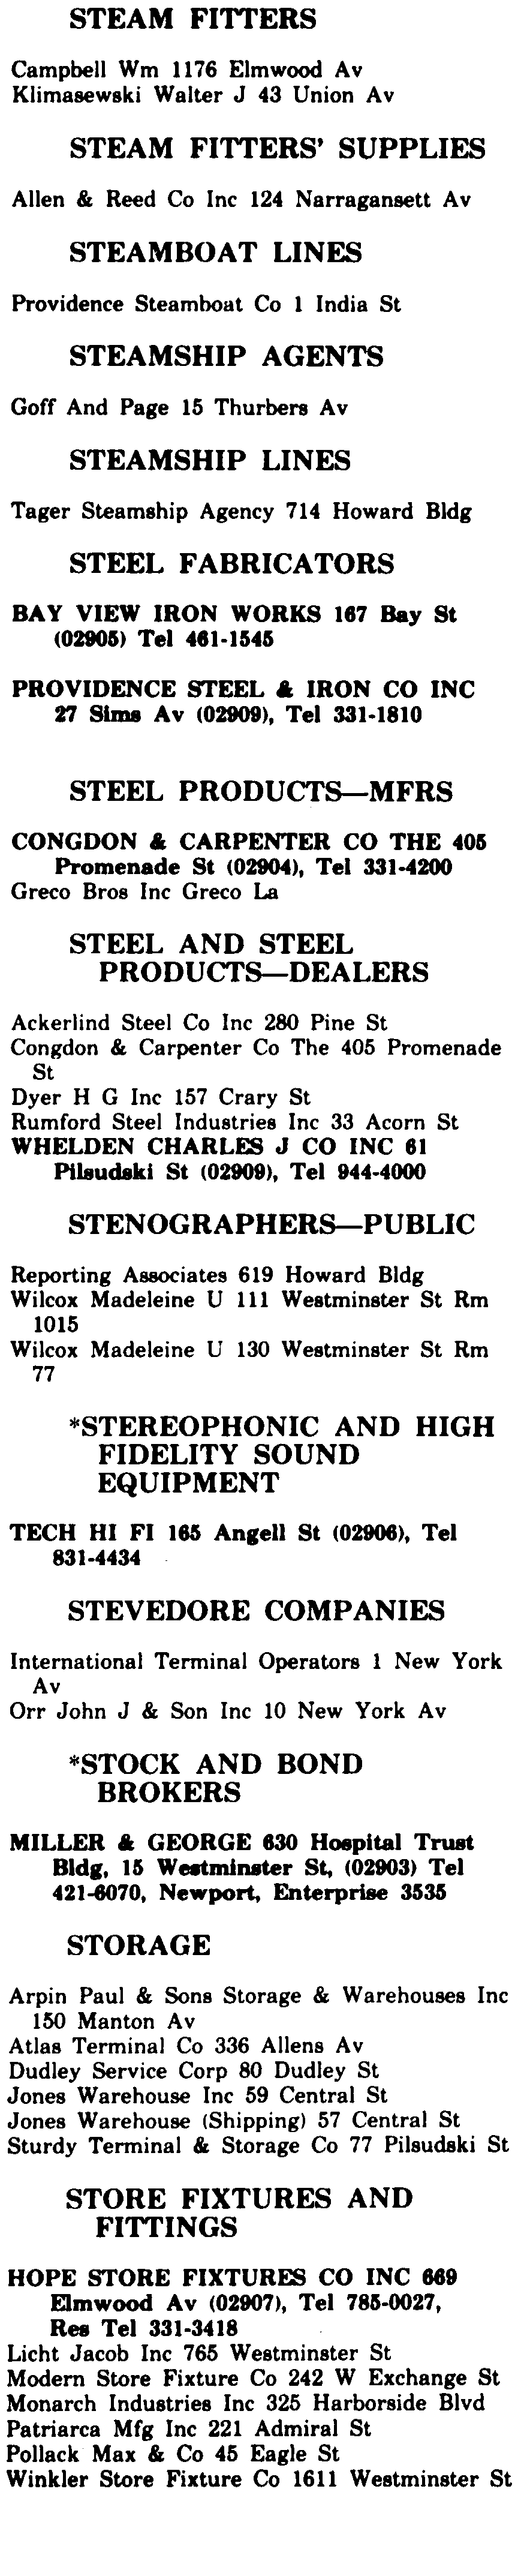 STEAM FITTERS
Campbell Wm 1176 Elmwood Av
Klimasewski Walter J 43 Union Av
STEAM FITTERS' SUPPLIES
Allen & Reed Co Inc 124 Narragansett Av
STEAMBOAT LINES
Providence Steamboat Co 1 India St
STEAMSHIP AGENTS
Goff And Page 15 Thurbers Av
STEAMSHIP LINES
Tager Steamship Agency 714 Howard Bldg
STEEL FABRICATORS
BAY VIEW IRON WORKS 167 Bay St
(02905) Tel 461-1545
PROVIDENCE STEEL & IRON CO INC
27 Sims Av (02909), Tel 331-1810
STEEL PRODUCTS—MFRS
CONGDON & CARPENTER CO THE 405
Promenade St (02904), Tel 331-4200
Greco Bros Inc Greco La
STEEL AND STEEL
PRODUCTS—DEALERS
Ackerlind Steel Co Inc 280 Pine St
Congdon & Carpenter Co The 405 Promenade
St
Dyer H G Inc 157 Crary St
Rumford Steel Industries Inc 33 Acorn St
WHELDEN CHARLES J CO INC 61
Pilsudski St (02909), Tel 944-4000
STENOGRAPHERS—PUBLIC
Reporting Associates 619 Howard Bldg
Wilcox Madeleine U 111 Westminster St Rm
1015
Wilcox Madeleine U 130 Westminster St Rm
77
*STEREOPHONIC AND HIGH
FIDELITY SOUND
EQUIPMENT
TECH HI FI 165 Angell St (02906), Tel
831-4434
STEVEDORE COMPANIES
International Terminal Operators 1 New York
Av
Orr John J & Son Inc 10 New York Av
*STOCK AND BOND
BROKERS
MILLER & GEORGE 630 Hospital Trust
Bldg, 15 Westminster St, (02903) Tel
421-6070, Newport, Enterprise 3535
STORAGE
Arpin Paul & Sons Storage & Warehouses Inc
150 Manton Av
Atlas Terminal Co 336 Allens Av
Dudley Service Corp 80 Dudley St
Jones Warehouse Inc 59 Central St
Jones Warehouse (Shipping) 57 Central St
Sturdy Terminal & Storage Co 77 Pilsudski St
STORE FIXTURES AND
FITTINGS
HOPE STORE FIXTURES CO INC 669
Elmwood Av (02907), Tel 785-0027,
Res Tel 331-3418
Licht Jacob Inc 765 Westminster St
Modern Store Fixture Co 242 W Exchange St
Monarch Industries Inc 325 Harborside Blvd
Patriarca Mfg Inc 221 Admiral St
Pollack Max & Co 45 Eagle St
Winkler Store Fixture Co 1611 Westminster St